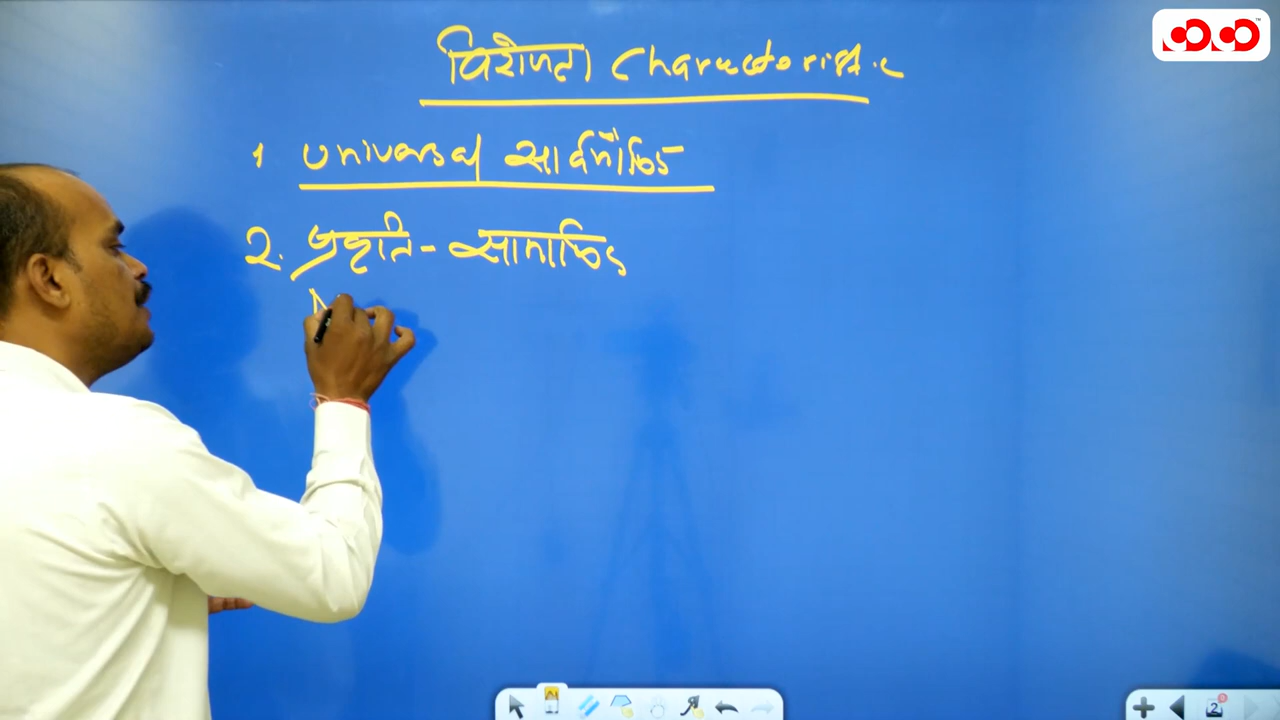 विशेषता Characteristic
1 Universal सार्वभौमिक
2. प्रकृति - सामाजिक
N